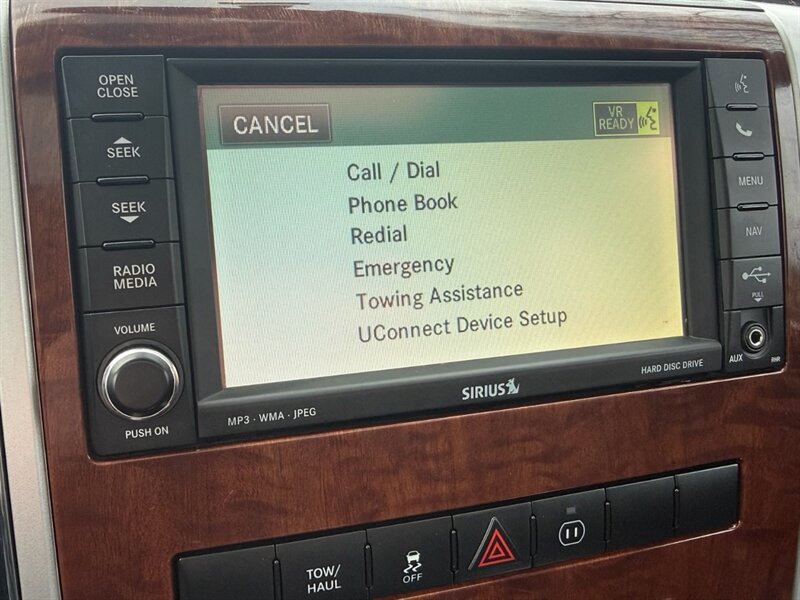 OPEN
CLOSE
SEEK
SEEK
RADIO
MEDIA
VOLUME
PUSH ON
CANCEL
VR
READY
Call / Dial
Phone Book
Redial
Emergency
Towing Assistance
UConnect Device Setup
MP3 · WMA · JPEG
SIRIUS
HARD DISC DRIVE
MENU
NAV
PULL
AUX
RHR
TOW/
HAUL
OFF